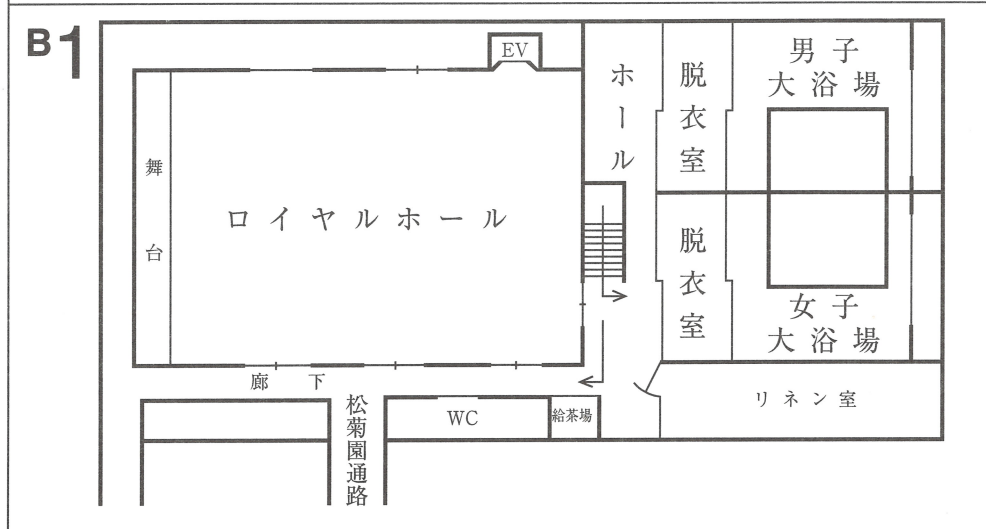 B1
EV
ホール
脱衣室
男子
大浴場
舞台
ロイヤルホール
脱衣室
女子
大浴場
廊下
松菊園通路
WC
給茶場
リネン室